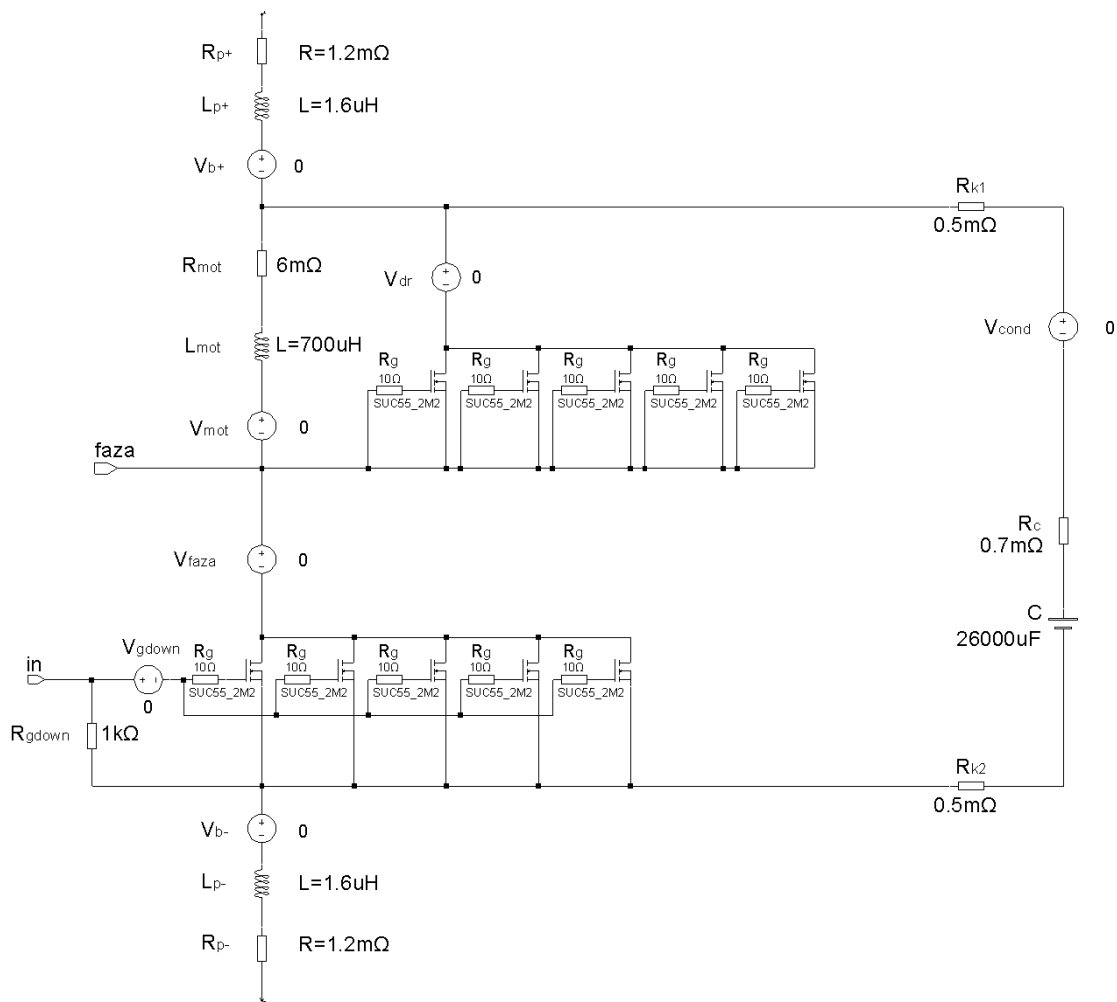 Rp+ R=1.2mΩ
Lp+ L=1.6uH
Vb+ 0
Rk1
0.5mΩ
Rmot 6mΩ
Vdr 0
Vcond 0
Lmot L=700uH
Rg Rg Rg Rg Rg
10Ω 10Ω 10Ω 10Ω 10Ω
SUC55_2M2 SUC55_2M2 SUC55_2M2 SUC55_2M2 SUC55_2M2
Vmot 0
faza
Rc
0.7mΩ
Vfaza 0
C
26000uF
Vgdown
0
in
Rg Rg Rg Rg Rg
10Ω 10Ω 10Ω 10Ω 10Ω
SUC55_2M2 SUC55_2M2 SUC55_2M2 SUC55_2M2 SUC55_2M2
Rgdown 1kΩ
Rk2
0.5mΩ
Vb- 0
Lp- L=1.6uH
Rp- R=1.2mΩ